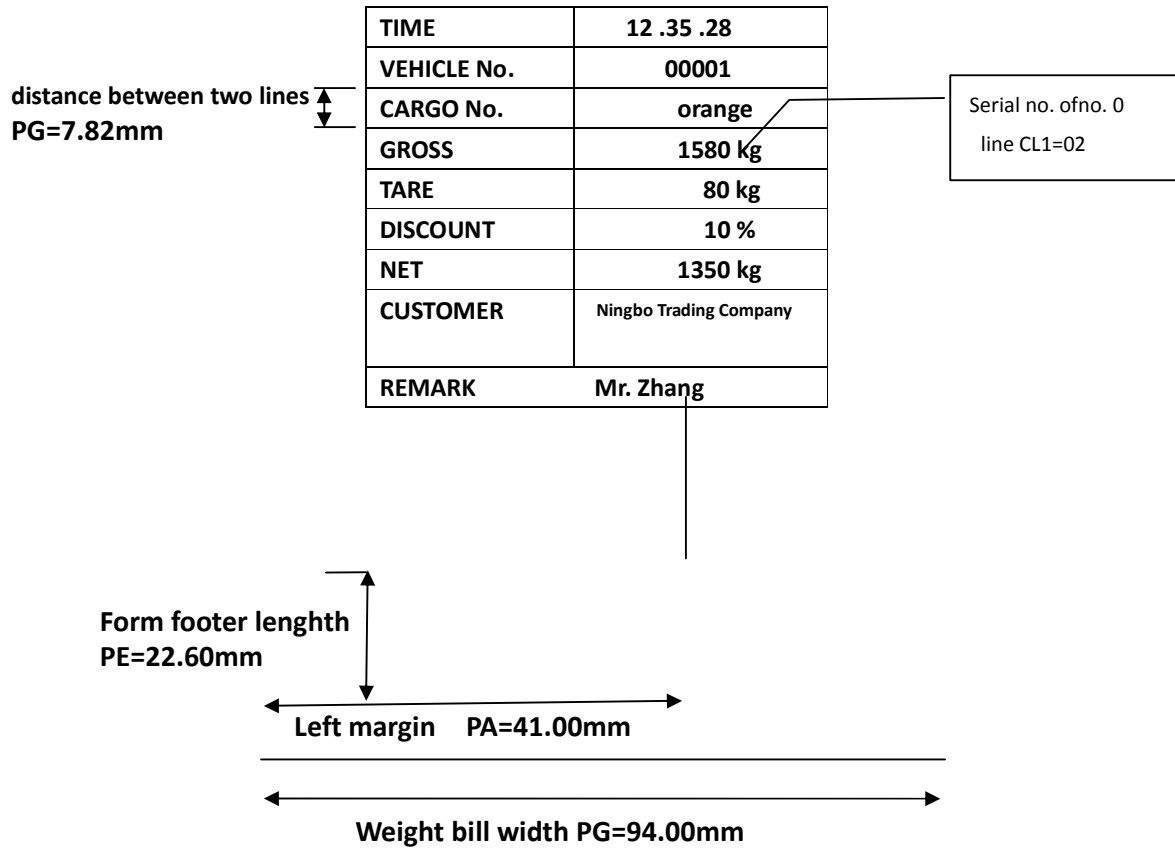 TIME 12 .35 .28
VEHICLE No. 00001
distance between two lines
PG=7.82mm
CARGO No. orange
Serial no. ofno. 0
line CL1=02
GROSS 1580 kg
TARE 80 kg
DISCOUNT 10 %
NET 1350 kg
CUSTOMER Ningbo Trading Company
REMARK Mr. Zhang
Form footer lenghth
PE=22.60mm
Left margin PA=41.00mm
Weight bill width PG=94.00mm